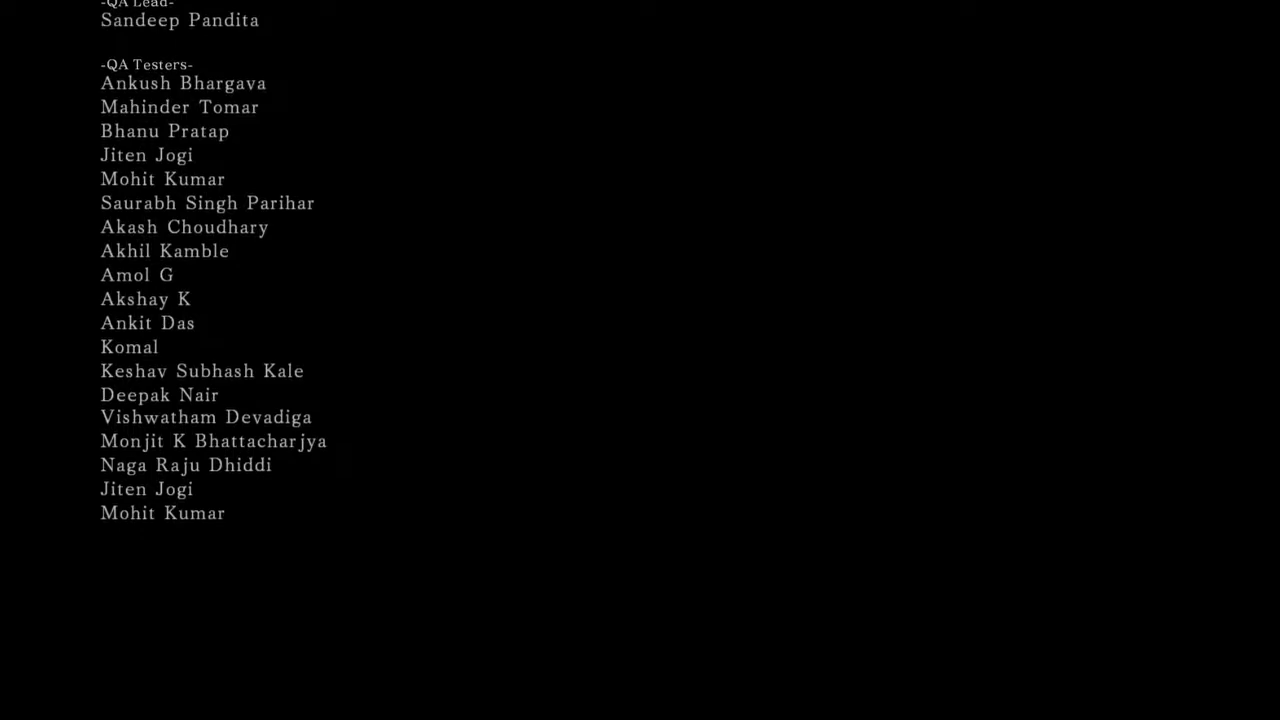 -QA Lead-
Sandeep Pandita
-QA Testers-
Ankush Bhargava
Mahinder Tomar
Bhanu Pratap
Jiten Jogi
Mohit Kumar
Saurabh Singh Parihar
Akash Choudhary
Akhil Kamble
Amol G
Akshay K
Ankit Das
Komal
Keshav Subhash Kale
Deepak Nair
Vishwatham Devadiga
Monjit K Bhattacharjya
Naga Raju Dhiddi
Jiten Jogi
Mohit Kumar